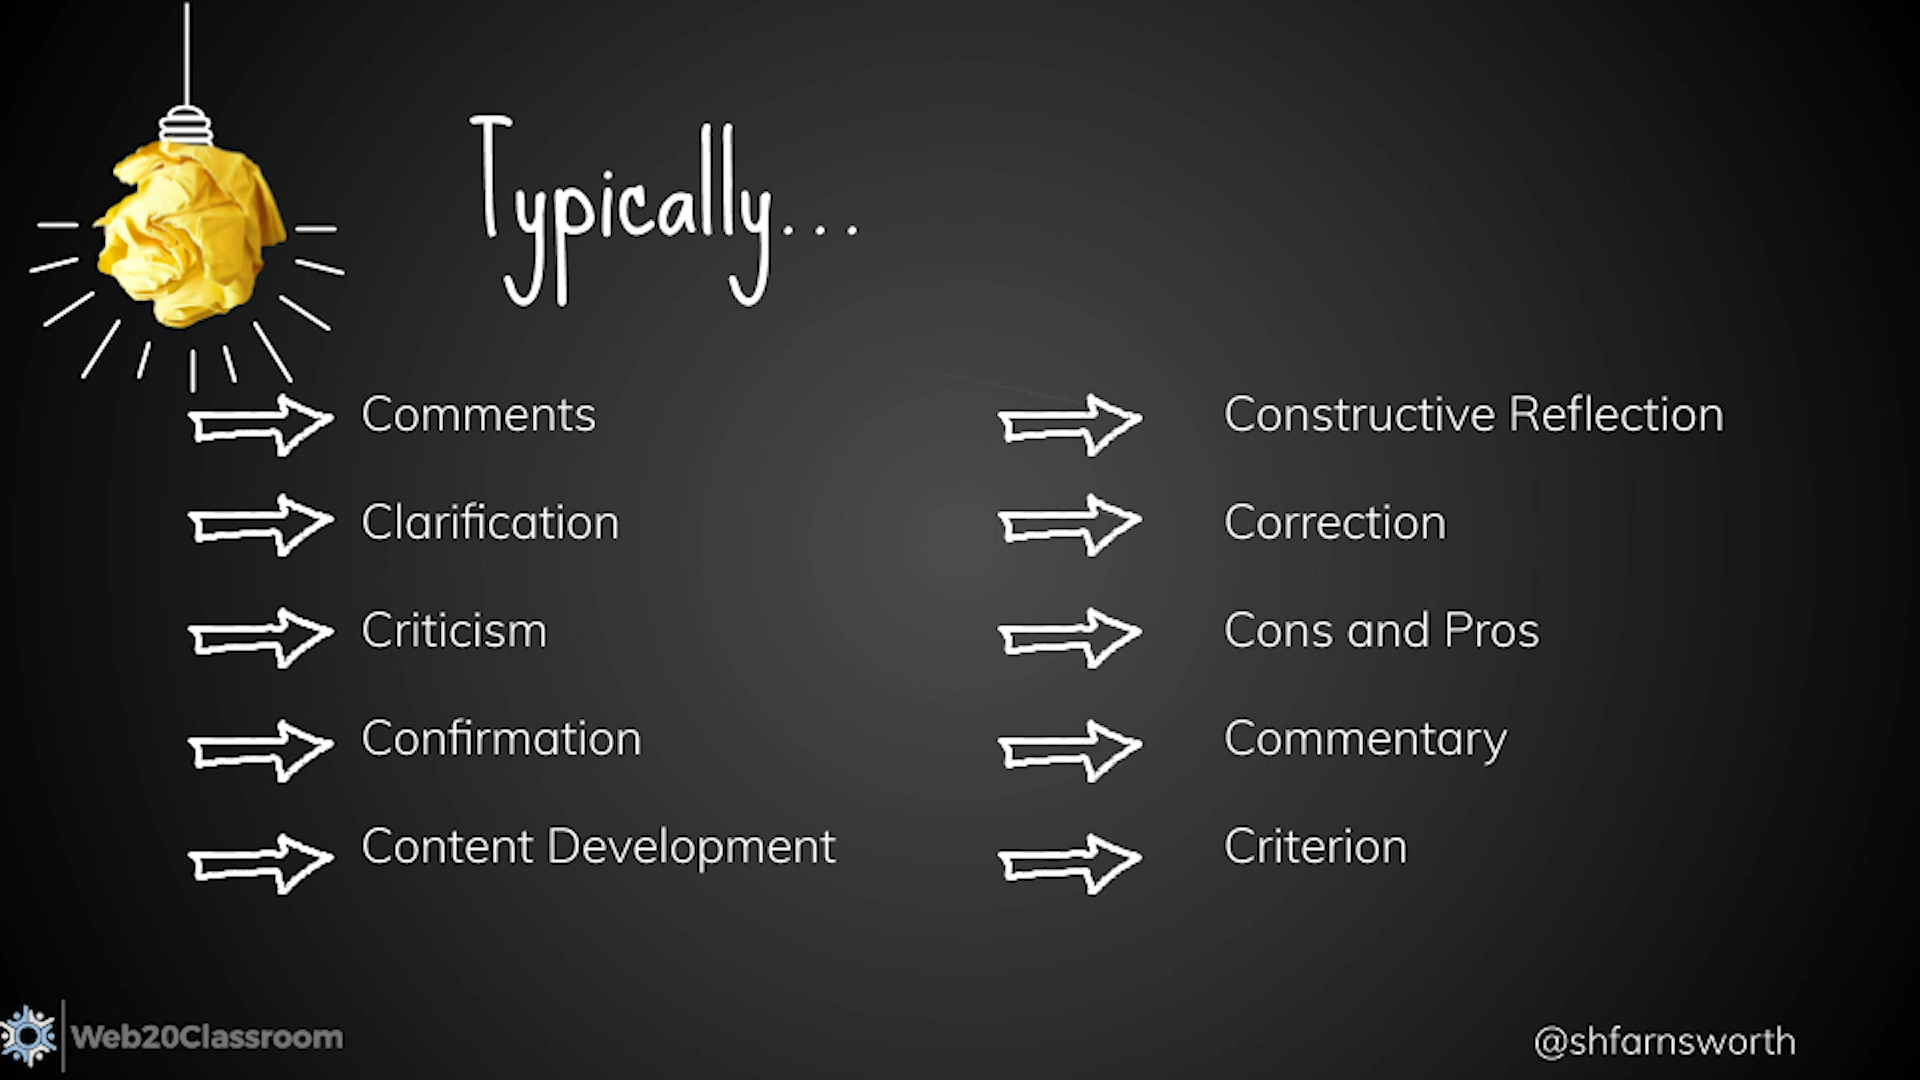 Typically...
Comments
Clarification
Criticism
Confirmation
Content Development
Constructive Reflection
Correction
Cons and Pros
Commentary
Criterion
Web20Classroom
@shfarnsworth